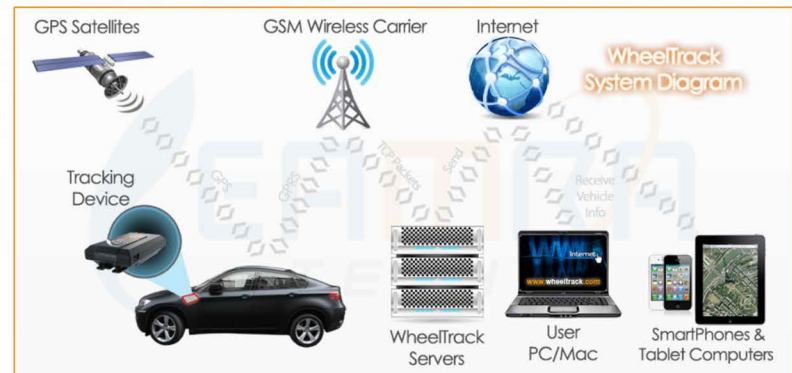 GPS Satellites
GSM Wireless Carrier
Internet
WheelTrack
System Diagram
GPS
GPRS
TCP Packets
Send
Receive
Vehicle
Info
Tracking
Device
Internet
www.wheeltrack.com
WheelTrack
Servers
User
PC/Mac
SmartPhones &
Tablet Computers